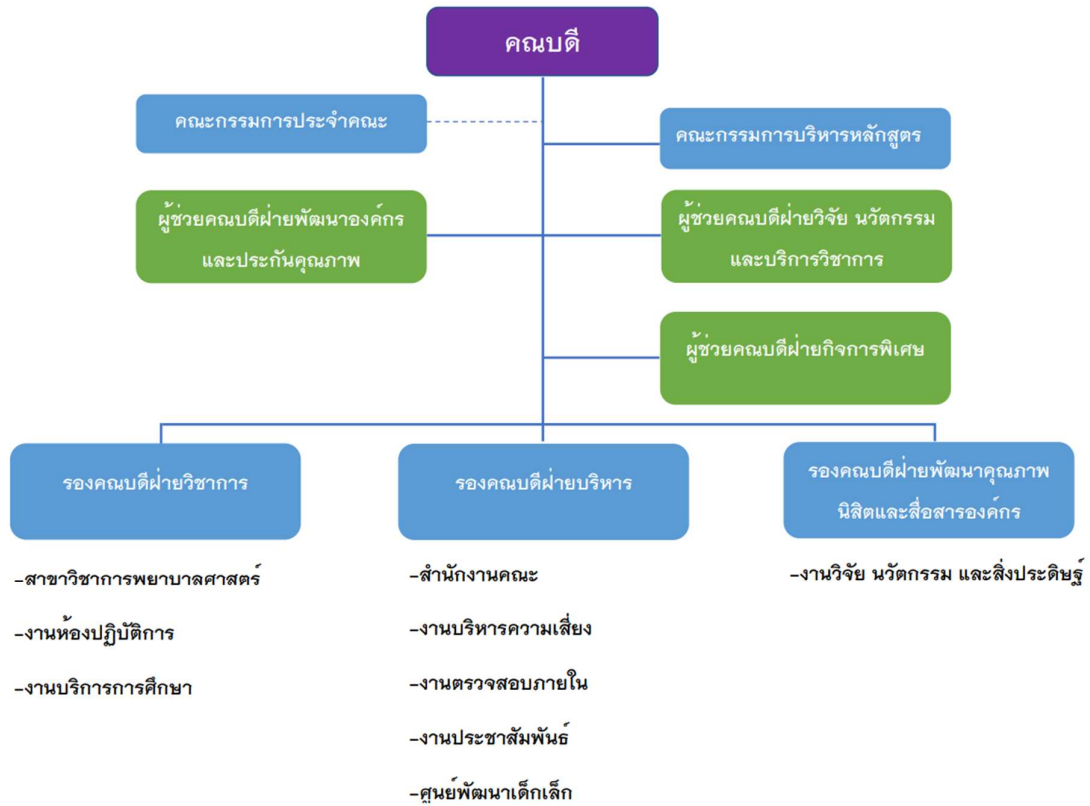 คณบดี
คณะกรรมการประจำคณะ
คณะกรรมการบริหารหลักสูตร
ผู้ช่วยคณบดีฝ่ายพัฒนาองค์กร
และประกันคุณภาพ
ผู้ช่วยคณบดีฝ่ายวิจัย นวัตกรรม
และบริการวิชาการ
ผู้ช่วยคณบดีฝ่ายกิจการพิเศษ
รองคณบดีฝ่ายวิชาการ
-สาขาวิชาการพยาบาลศาสตร์
-งานห้องปฏิบัติการ
-งานบริการการศึกษา
รองคณบดีฝ่ายบริหาร
-สำนักงานคณะ
-งานบริหารความเสี่ยง
-งานตรวจสอบภายใน
-งานประชาสัมพันธ์
-ศูนย์พัฒนาเด็กเล็ก
รองคณบดีฝ่ายพัฒนาคุณภาพ
นิสิตและสื่อสารองค์กร
-งานวิจัย นวัตกรรม และสิ่งประดิษฐ์